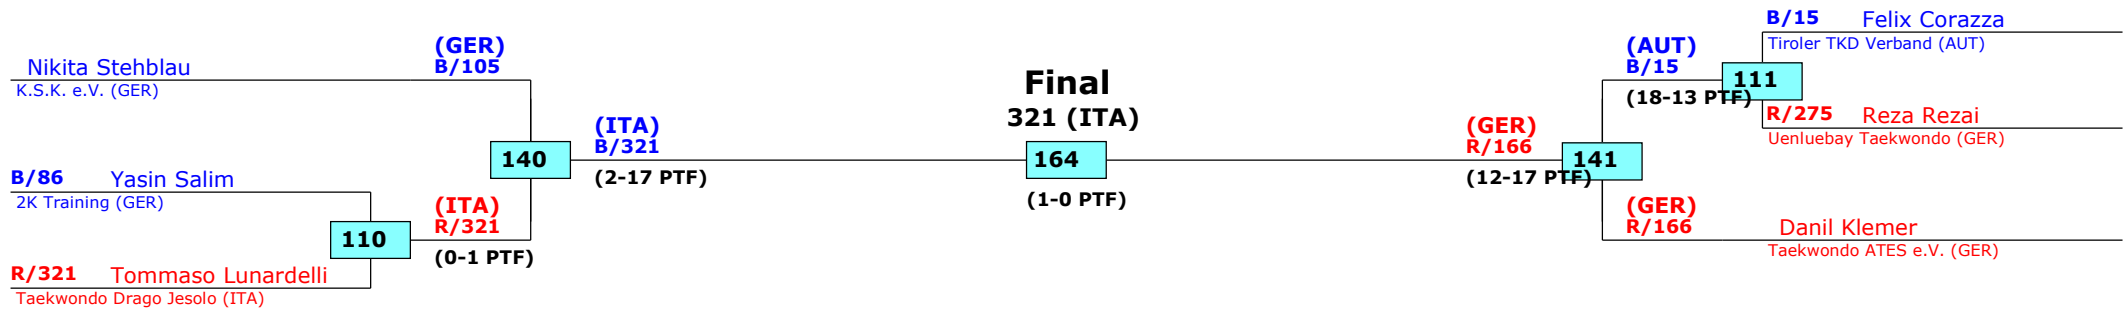 Nikita Stehblau
K.S.K. e.V. (GER)
(GER)
B/105
B/86 Yasin Salim
2K Training (GER)
R/321 Tommaso Lunardelli
Taekwondo Drago Jesolo (ITA)
110
(ITA)
R/321
(0-1 PTF)
140
(ITA)
B/321
(2-17 PTF)
Final
321 (ITA)
164
(1-0 PTF)
(GER)
R/166
(12-17 PTF)
141
(AUT)
B/15
(18-13 PTF)
111
B/15 Felix Corazza
Tiroler TKD Verband (AUT)
R/275 Reza Rezai
Uenluebay Taekwondo (GER)
(GER)
R/166
Danil Klemer
Taekwondo ATES e.V. (GER)